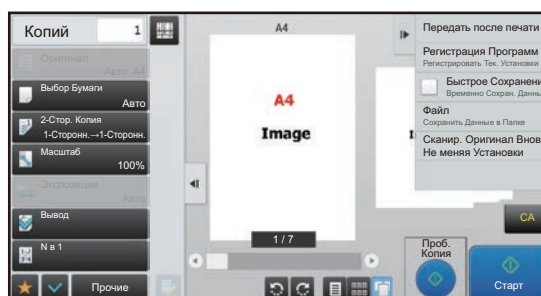 Копий
1
Оригинал
Авто A4
Выбор Бумаги
Авто
2-Стор. Копия
1-Сторонн.→1-Сторонн.
Масштаб
100%
Экспозиция
Авто
Вывод
N в 1
Прочие
A4
A4
Image
1 / 7
Передать после печати
Регистрация Программ
Регистрировать Тек. Установки
Быстрое Сохранени
Временно Сохран. Данны
Файл
Сохранить Данные в Папке
Сканир. Оригинал Внов
Не меняя Установки
CA
Проб.
Копия
Старт